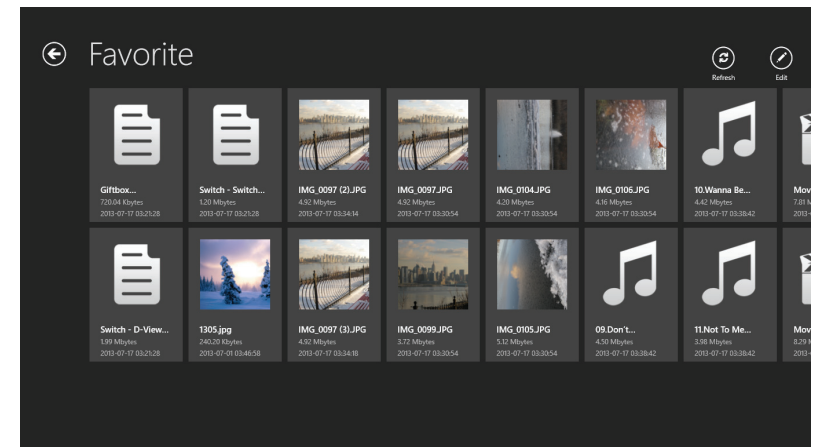 Favorite
Refresh
Edit
Giftbox...
720.04 Kbytes
2013-07-17 03:21:28
Switch - Switch...
1.20 Mbytes
2013-07-17 03:21:28
IMG_0097 (2).JPG
4.92 Mbytes
2013-07-17 03:34:14
IMG_0097.JPG
4.92 Mbytes
2013-07-17 03:30:54
IMG_0104.JPG
4.20 Mbytes
2013-07-17 03:30:54
IMG_0106.JPG
4.16 Mbytes
2013-07-17 03:30:54
10.Wanna Be...
4.42 Mbytes
2013-07-17 03:38:42
Mov
7.81 M
2013-
Switch - D-View...
1.99 Mbytes
2013-07-17 03:21:28
1305.jpg
240.20 Kbytes
2013-07-01 03:46:58
IMG_0097 (3).JPG
4.92 Mbytes
2013-07-17 03:34:18
IMG_0099.JPG
3.72 Mbytes
2013-07-17 03:30:54
IMG_0105.JPG
5.12 Mbytes
2013-07-17 03:30:54
09.Don't...
4.50 Mbytes
2013-07-17 03:38:42
11.Not To Me...
3.98 Mbytes
2013-07-17 03:38:42
Mov
8.29 M
2013-